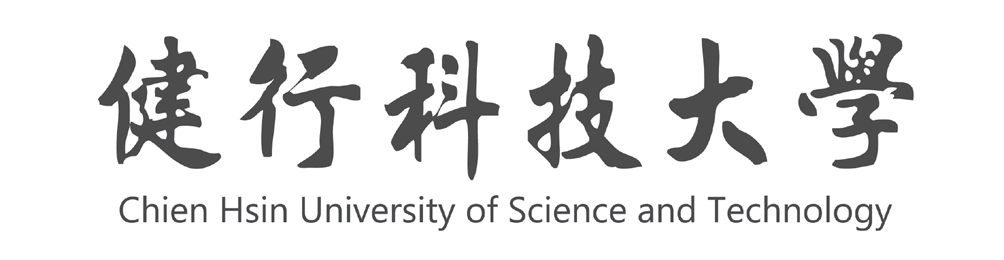 健行科技大學
Chien Hsin University of Science and Technology